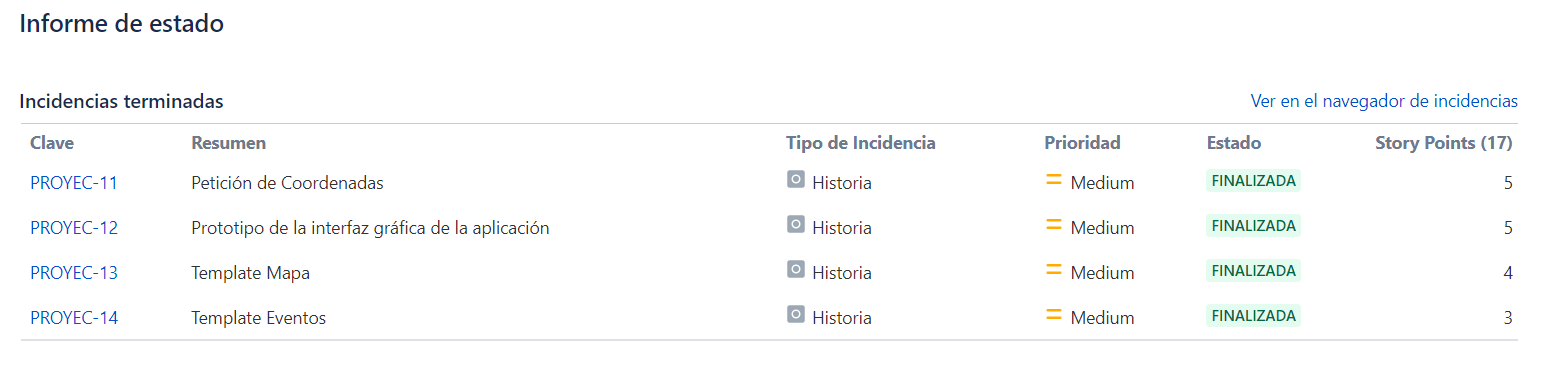 Informe de estado
Incidencias terminadas Ver en el navegador de incidencias
Clave Resumen Tipo de Incidencia Prioridad Estado Story Points (17)
PROYEC-11 Petición de Coordenadas Historia Medium FINALIZADA 5
PROYEC-12 Prototipo de la interfaz gráfica de la aplicación Historia Medium FINALIZADA 5
PROYEC-13 Template Mapa Historia Medium FINALIZADA 4
PROYEC-14 Template Eventos Historia Medium FINALIZADA 3